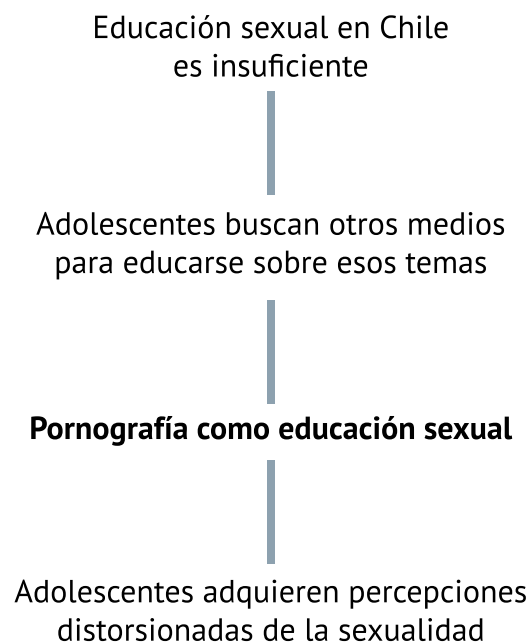 Educación sexual en Chile
es insuficiente
Adolescentes buscan otros medios
para educarse sobre esos temas
Pornografía como educación sexual
Adolescentes adquieren percepciones
distorsionadas de la sexualidad